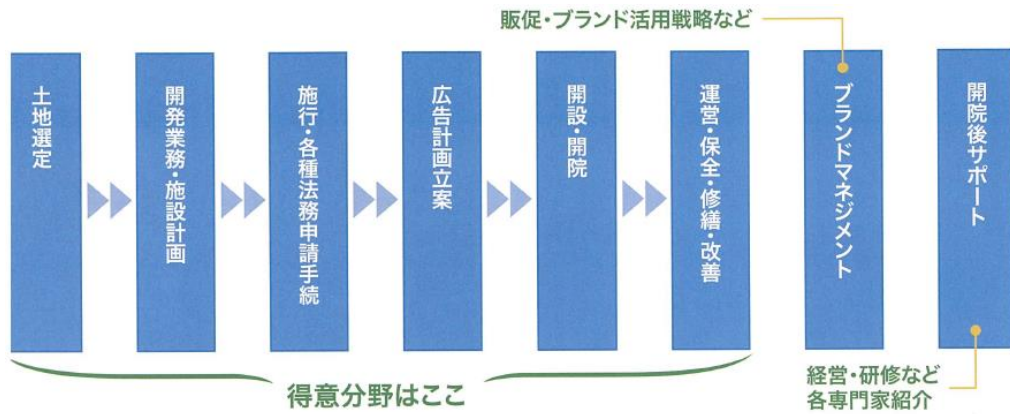 販促・ブランド活用戦略など
土地選定
開発業務・施設計画
施行・各種法務申請手続
広告計画立案
開設・開院
運営・保全・修繕・改善
ブランドマネジメント
開院後サポート
得意分野はここ
経営・研修など
各専門家紹介